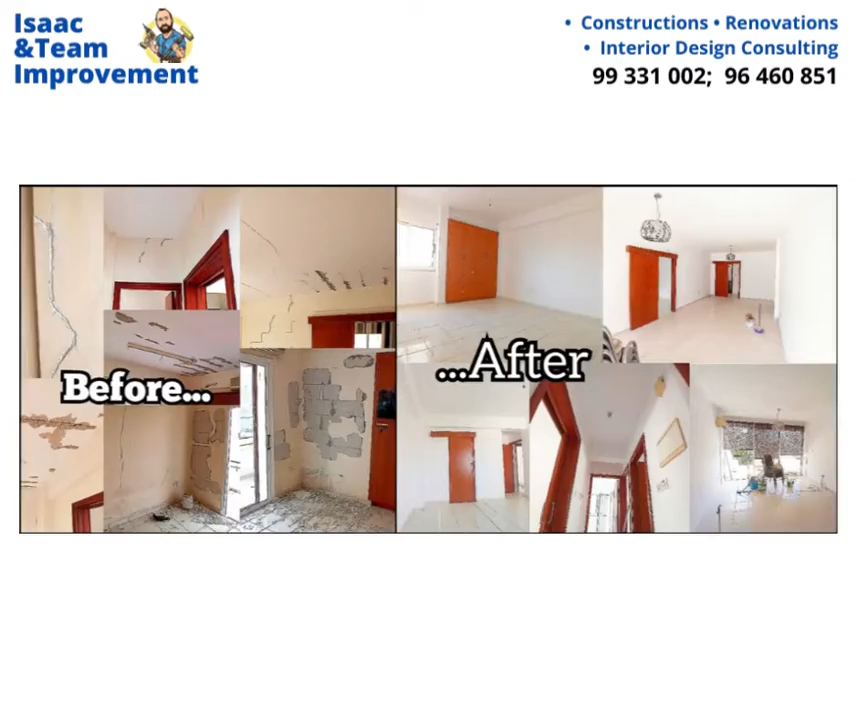 Isaac
&Team
Improvement
• Constructions • Renovations
• Interior Design Consulting
99 331 002; 96 460 851
Before...
...After